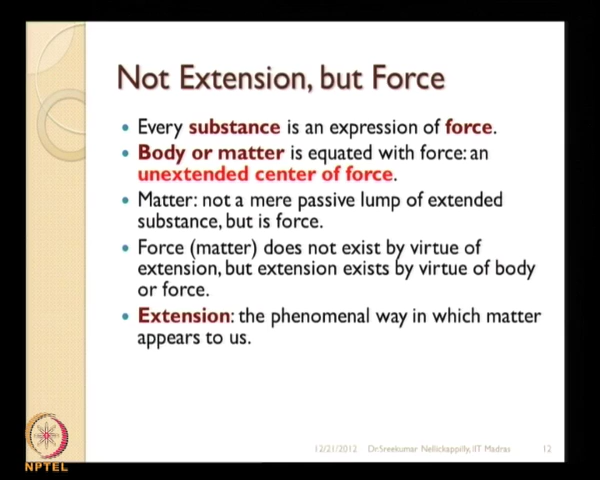 Not Extension, but Force
• Every substance is an expression of force.
• Body or matter is equated with force: an
unextended center of force.
• Matter: not a mere passive lump of extended
substance, but is force.
• Force (matter) does not exist by virtue of
extension, but extension exists by virtue of body
or force.
• Extension: the phenomenal way in which matter
appears to us.
12/21/2012 Dr.Sreekumar Nellickappilly, IIT Madras 12
NPTEL